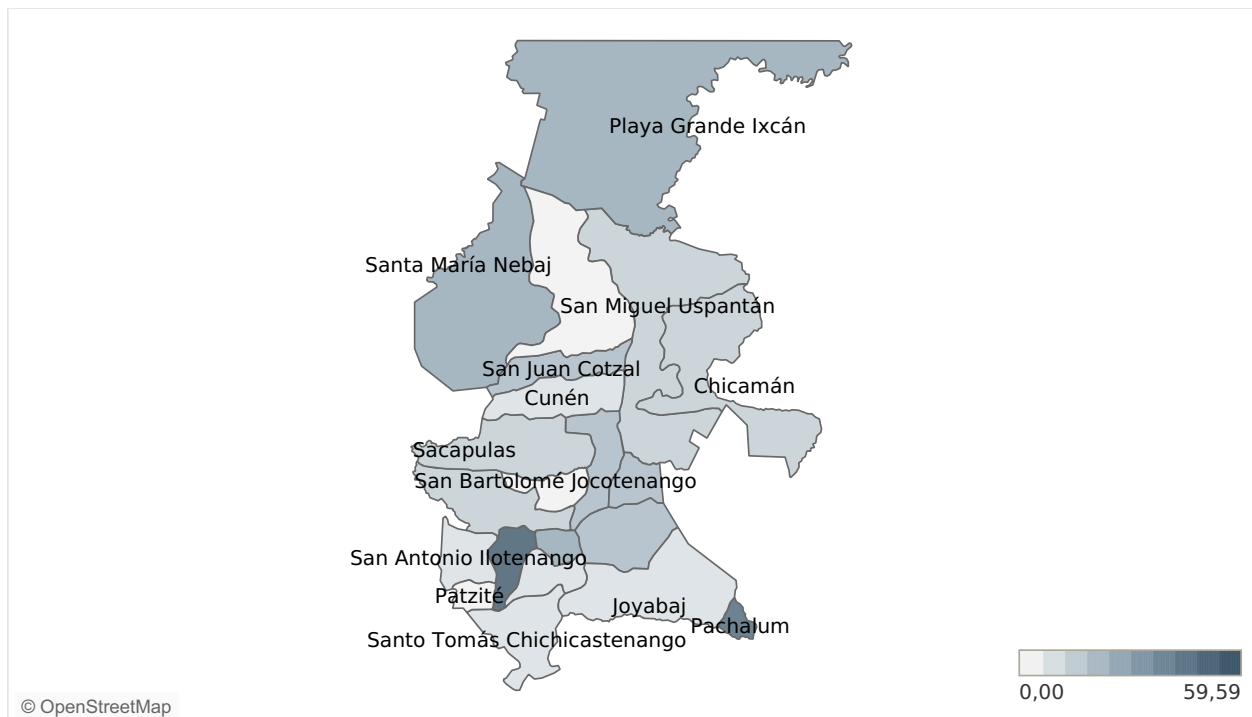 Playa Grande Ixcán
Santa María Nebaj
San Miguel Uspantán
San Juan Cotzal
Chicamán
Cunén
Sacapulas
San Bartolomé Jocotenango
San Antonio Ilotenango
Patzité
Joyabaj
Pachalum
Santo Tomás Chichicastenango
0,00 59,59
© OpenStreetMap